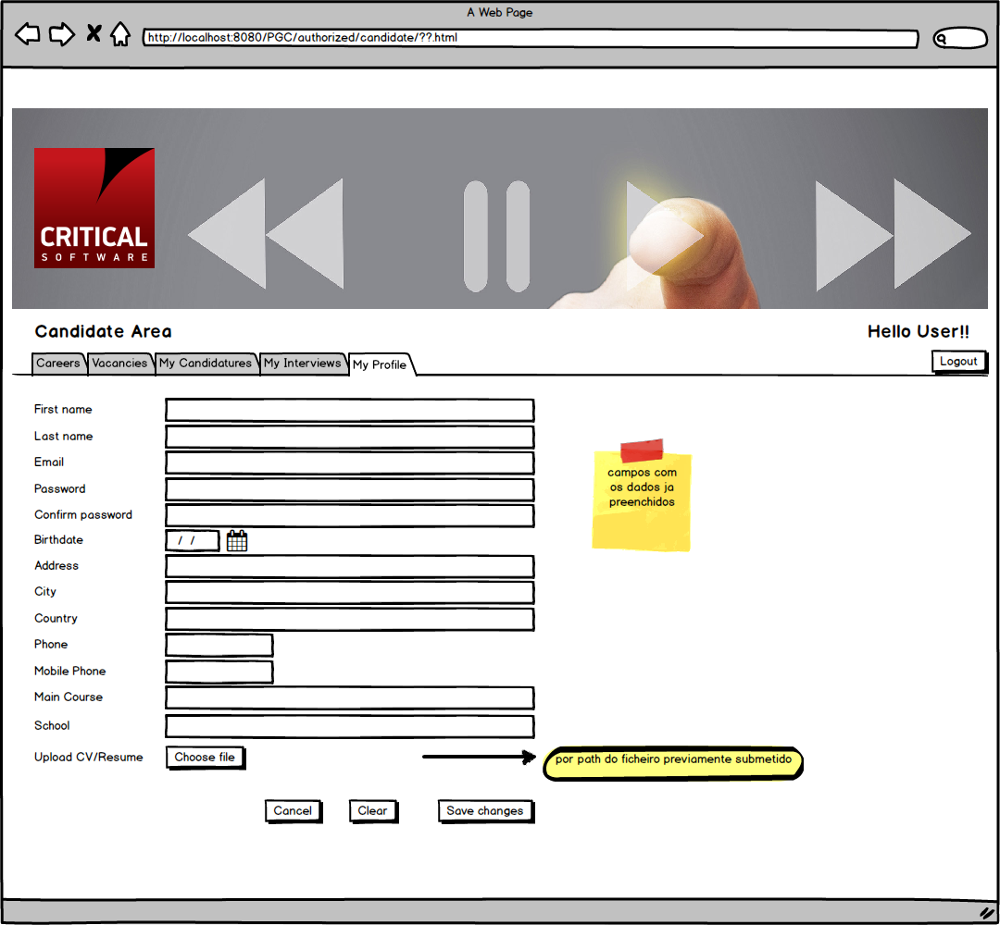 A Web Page
http://localhost:8080/PGC/authorized/candidate/??.html
CRITICAL
SOFTWARE
Candidate Area
Hello User!!
Careers
Vacancies
My Candidatures
My Interviews
My Profile
Logout
First name
Last name
Email
Password
Confirm password
Birthdate
/ /
Address
City
Country
Phone
Mobile Phone
Main Course
School
Upload CV/Resume
Choose file
campos com
os dados ja
preenchidos
por path do ficheiro previamente submetido
Cancel
Clear
Save changes